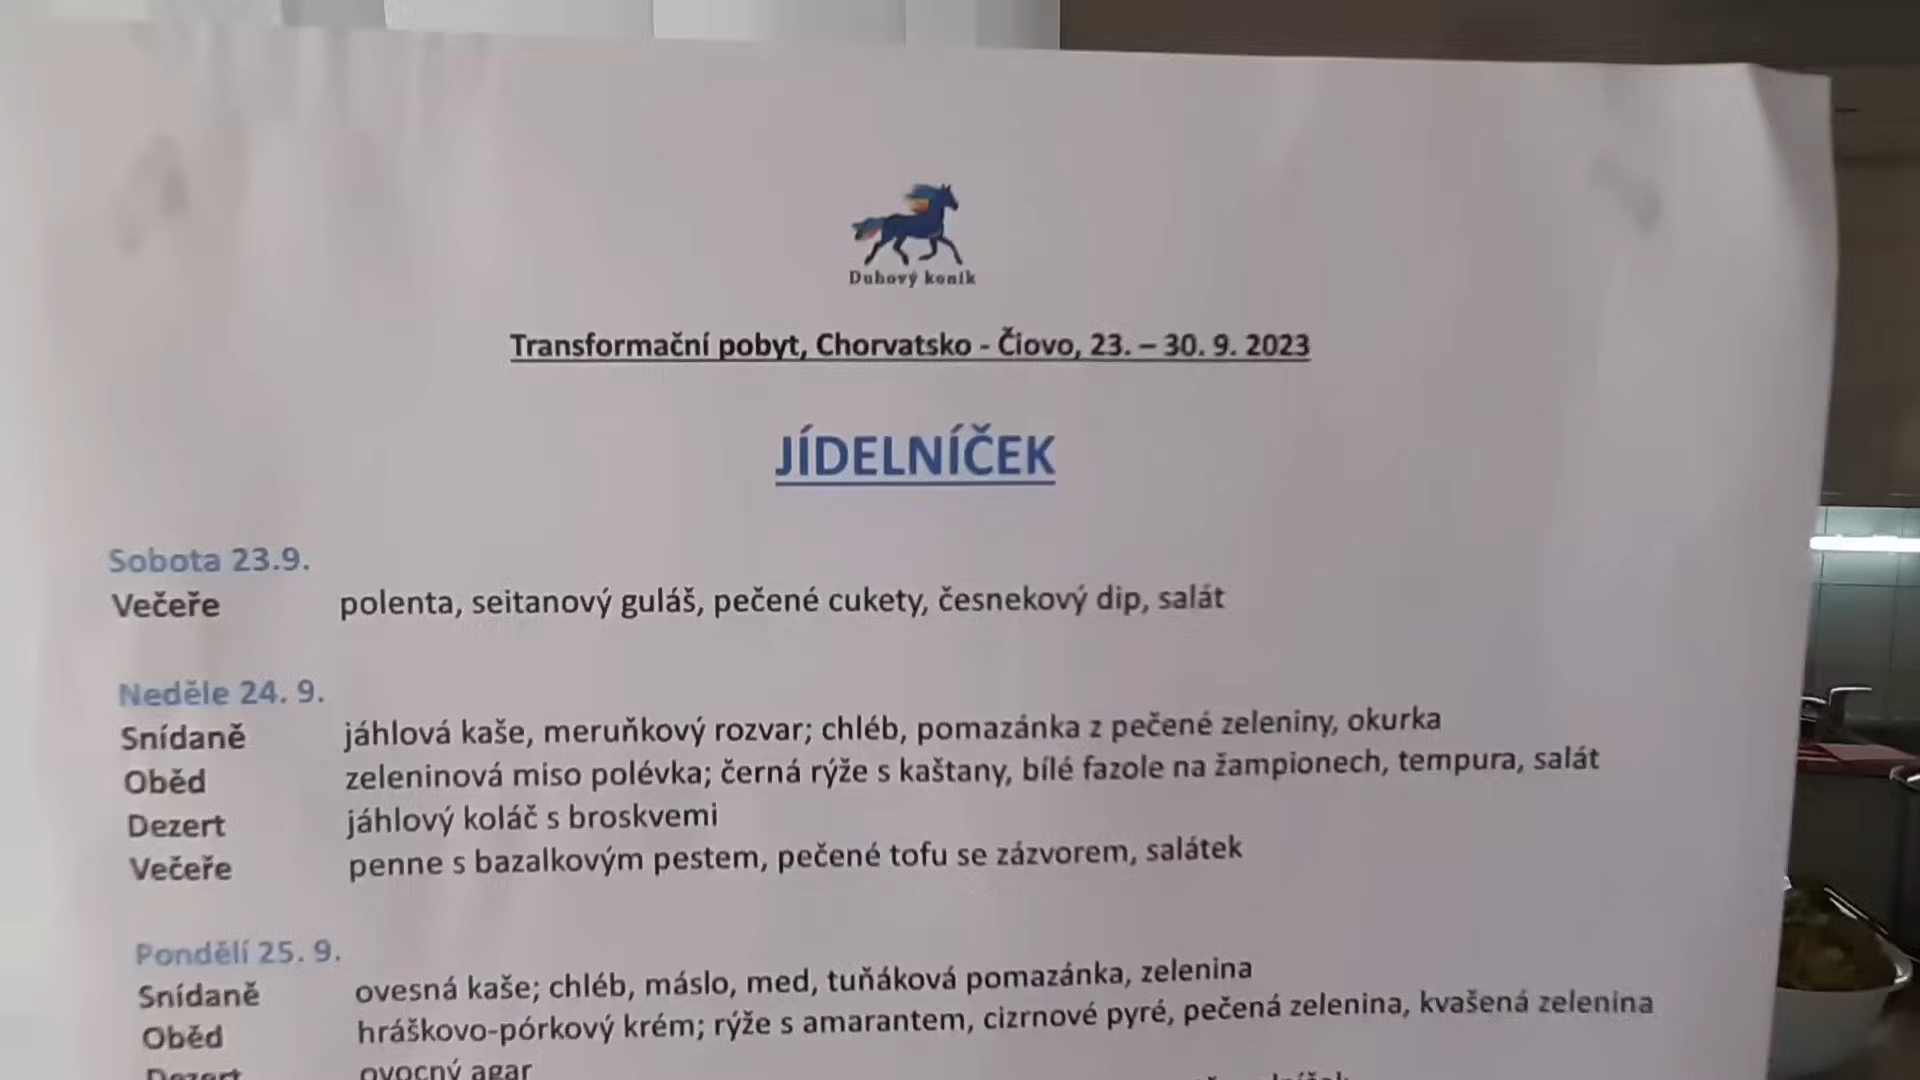 Duhový koník
Transformační pobyt, Chorvatsko - Čiovo, 23. – 30. 9. 2023
JÍDELNÍČEK
Sobota 23.9.
Večeře polenta, seitanový guláš, pečené cukety, česnekový dip, salát
Neděle 24. 9.
Snídaně jáhlová kaše, meruňkový rozvar; chléb, pomazánka z pečené zeleniny, okurka
Oběd zeleninová miso polévka; černá rýže s kaštany, bílé fazole na žampionech, tempura, salát
Dezert jáhlový koláč s broskvemi
Večeře penne s bazalkovým pestem, pečené tofu se zázvorem, salátek
Pondělí 25. 9.
Snídaně ovesná kaše; chléb, máslo, med, tuňáková pomazánka, zelenina
Oběd hráškovo-pórkový krém; rýže s amarantem, cizrnové pyré, pečená zelenina, kvašená zelenina
Dezert ovocný agar